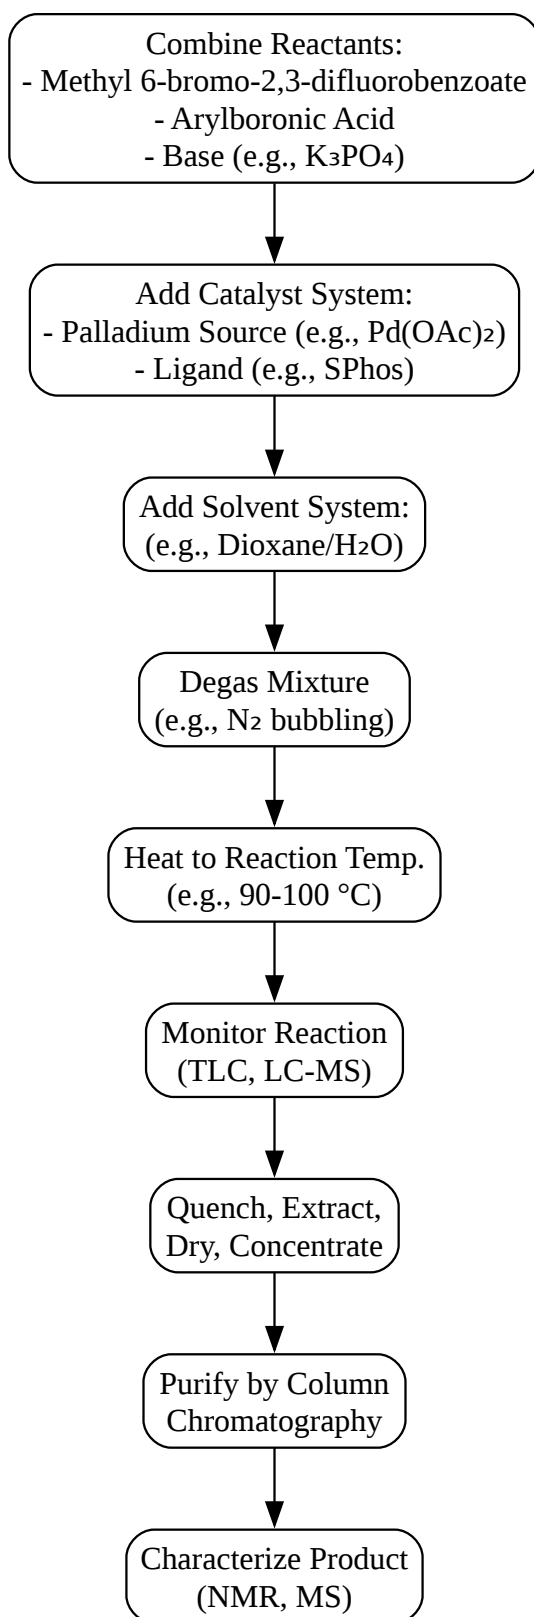 Combine Reactants:
- Methyl 6-bromo-2,3-difluorobenzoate
- Arylboronic Acid
- Base (e.g., K₃PO₄)
Add Catalyst System:
- Palladium Source (e.g., Pd(OAc)₂)
- Ligand (e.g., SPhos)
Add Solvent System:
(e.g., Dioxane/H₂O)
Degas Mixture
(e.g., N₂ bubbling)
Heat to Reaction Temp.
(e.g., 90-100 °C)
Monitor Reaction
(TLC, LC-MS)
Quench, Extract,
Dry, Concentrate
Purify by Column
Chromatography
Characterize Product
(NMR, MS)